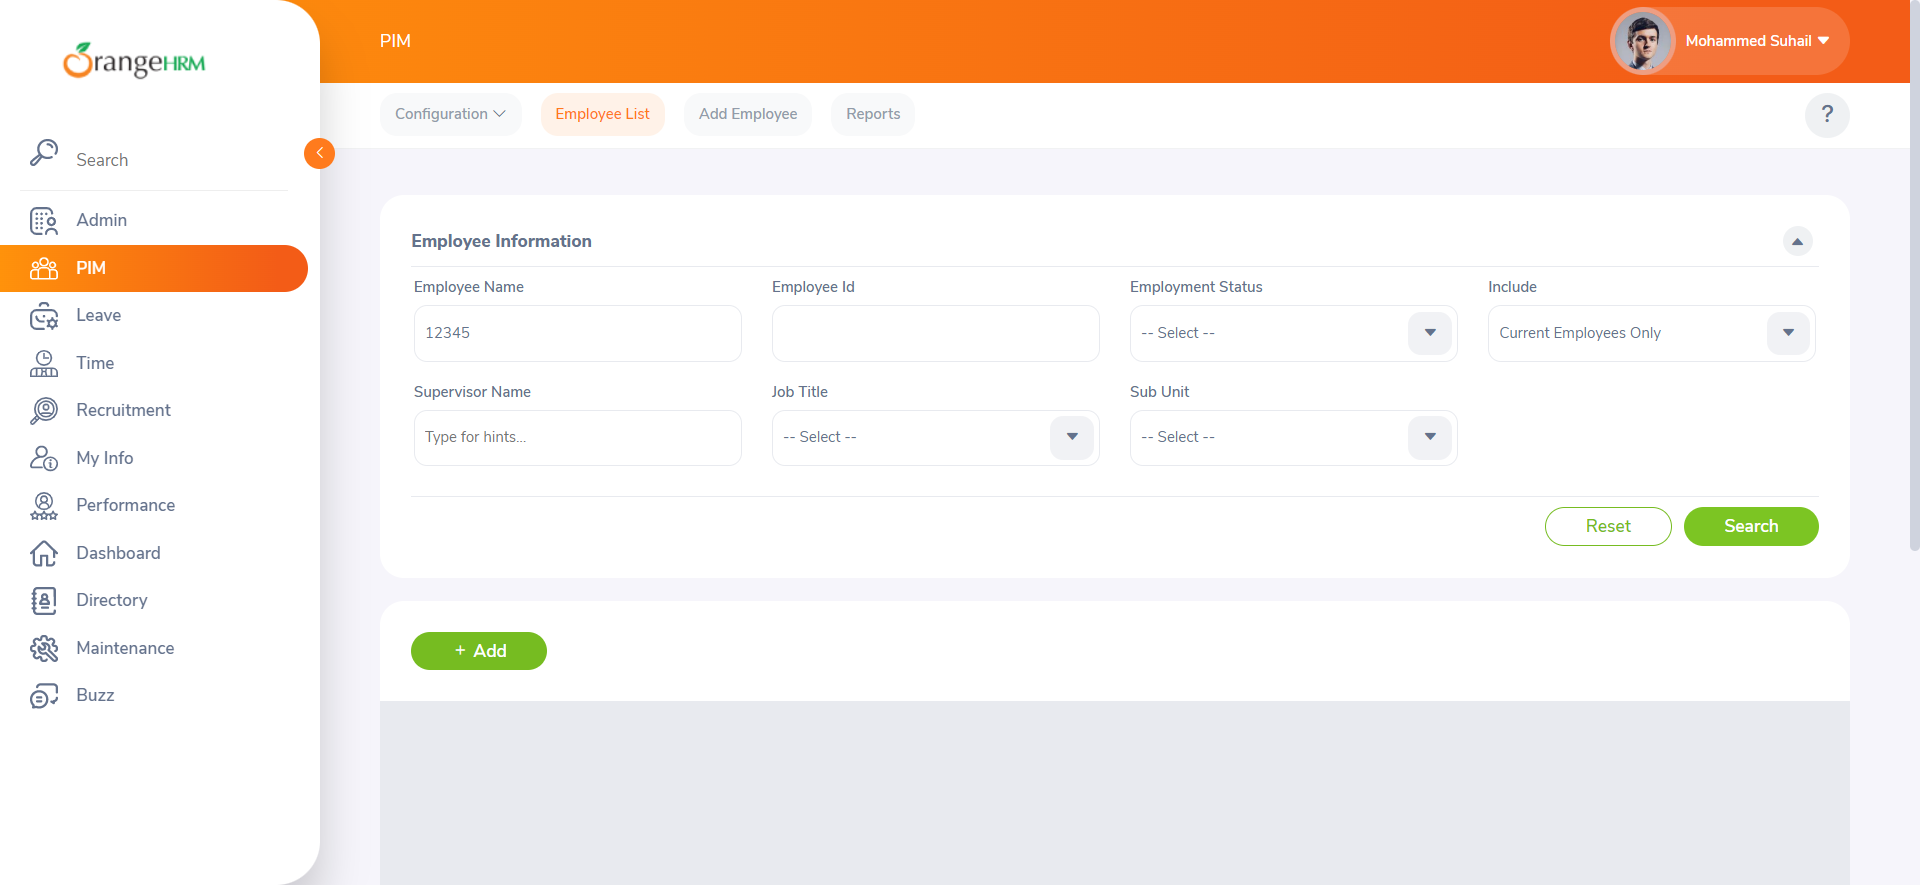 OrangeHRM
PIM
Mohammed Suhail
Configuration
Employee List
Add Employee
Reports
?
Search
Admin
PIM
Leave
Time
Recruitment
My Info
Performance
Dashboard
Directory
Maintenance
Buzz
Employee Information
Employee Name
Employee Id
Employment Status
Include
12345
-- Select --
Current Employees Only
Supervisor Name
Job Title
Sub Unit
Type for hints...
-- Select --
-- Select --
Reset
Search
+ Add